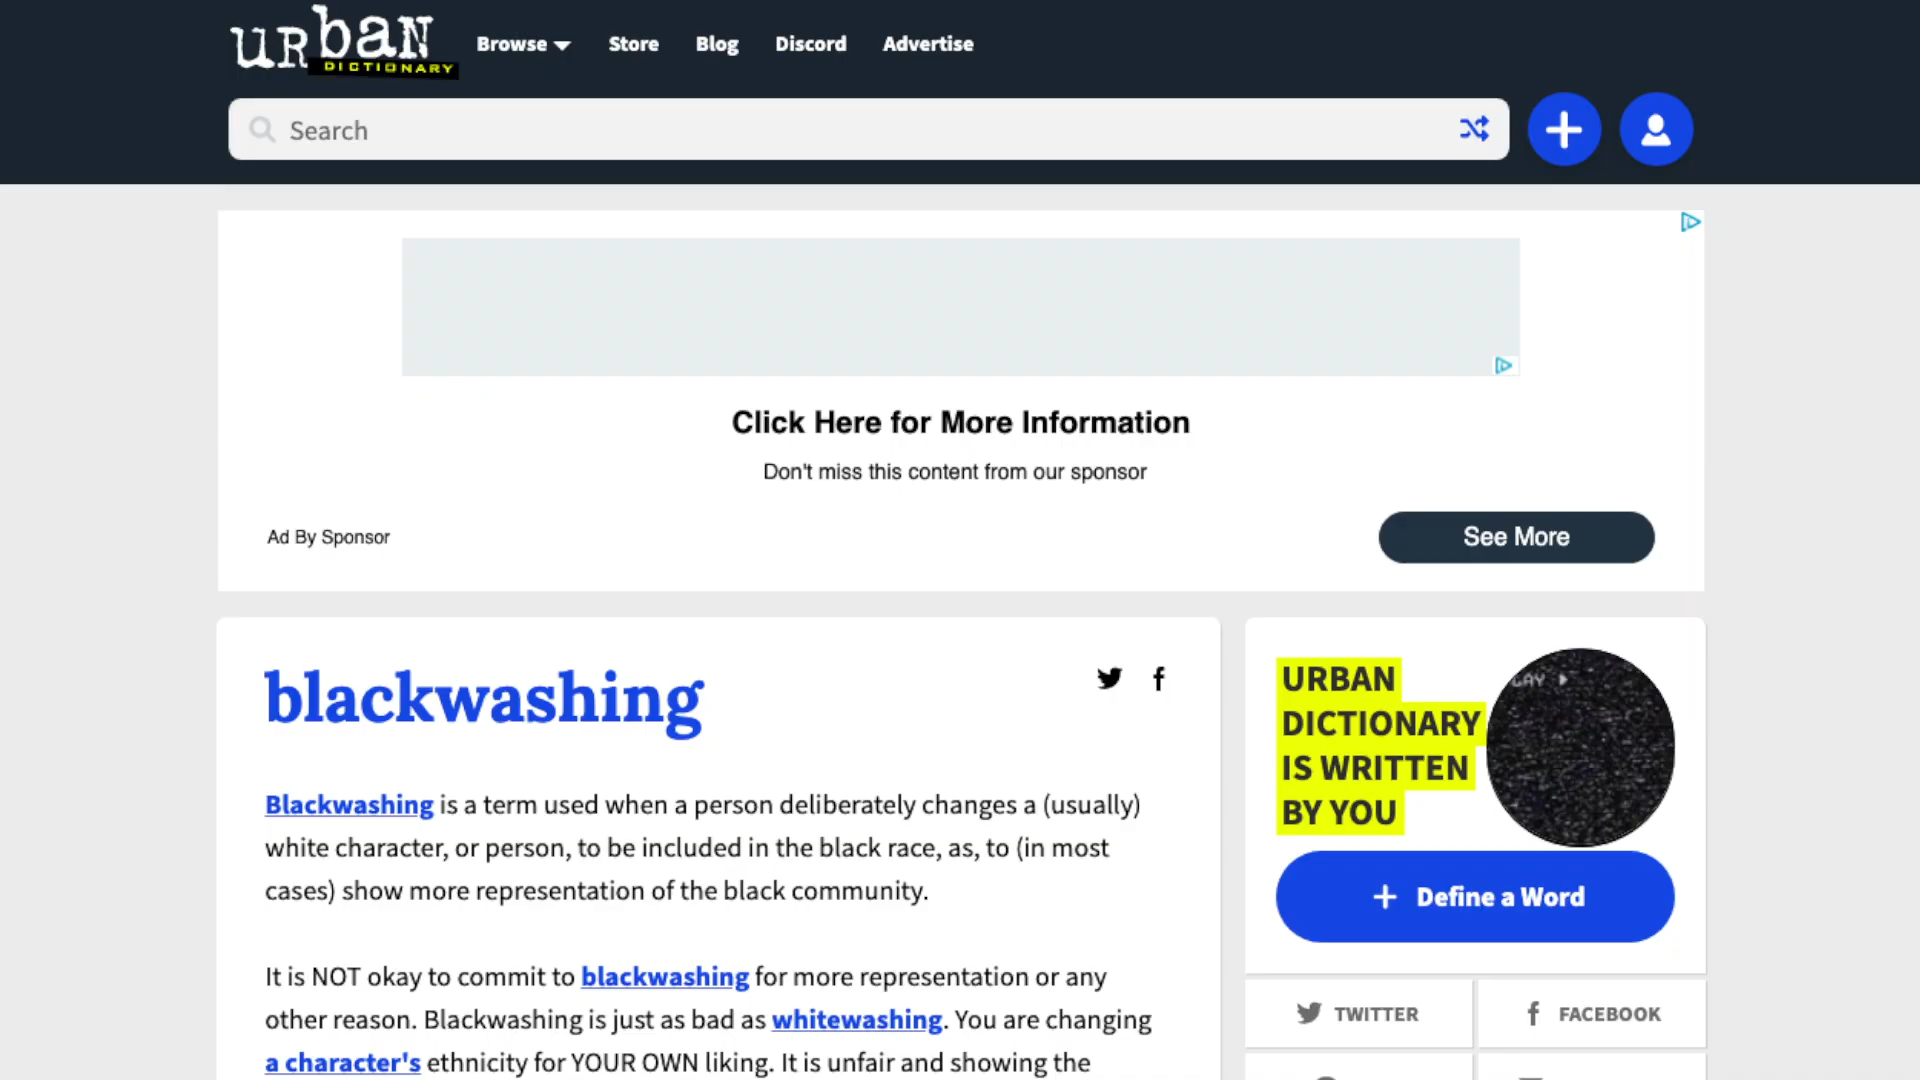 urban
DICTIONARY
Browse
Store
Blog
Discord
Advertise
Search
Click Here for More Information
Don't miss this content from our sponsor
Ad By Sponsor
See More
blackwashing
Blackwashing is a term used when a person deliberately changes a (usually)
white character, or person, to be included in the black race, as, to (in most
cases) show more representation of the black community.
It is NOT okay to commit to blackwashing for more representation or any
other reason. Blackwashing is just as bad as whitewashing. You are changing
a character's ethnicity for YOUR OWN liking. It is unfair and showing the
URBAN
DICTIONARY
IS WRITTEN
BY YOU
Define a Word
TWITTER
FACEBOOK